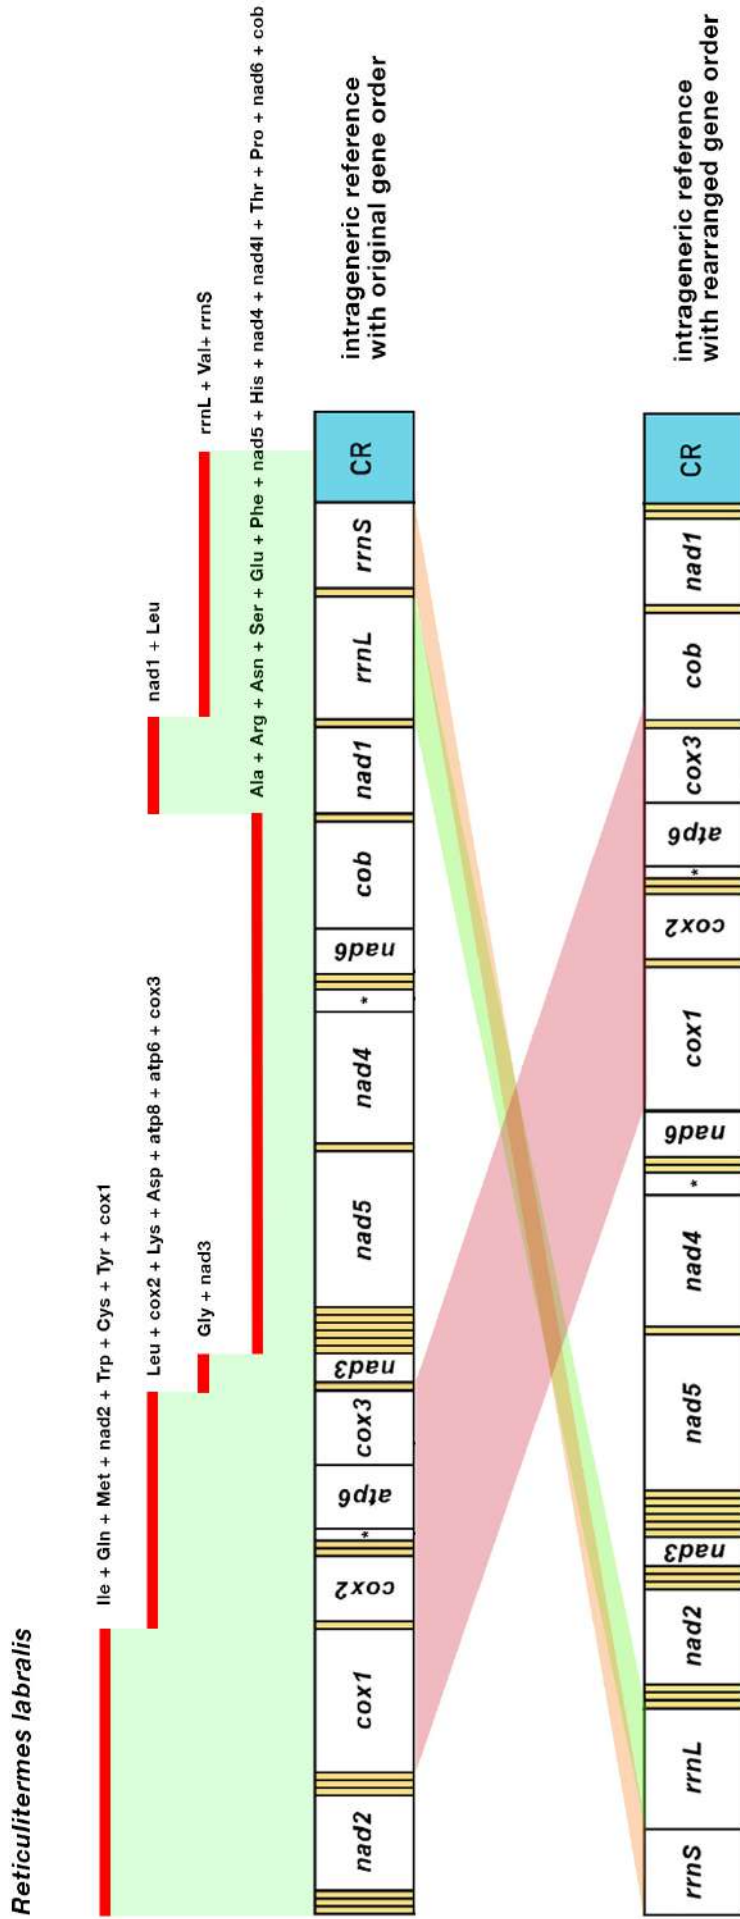 Reticulitermes labralis
Ile + Gln + Met + nad2 + Trp + Cys + Tyr + cox1
Leu + cox2 + Lys + Asp + atp8 + atp6 + cox3
nad1 + Leu
Gly + nad3
rrnL + Val+ rrnS
Ala + Arg + Asn + Ser + Glu + Phe + nad5 + His + nad4 + nad4l + Thr + Pro + nad6 + cob
nad2 cox1 cox2 * atp6 cox3 nad3 nad5 nad4 * nad6 cob nad1 rrnL rrnS CR
intrageneric reference
with original gene order
rrnS rrnL nad2 nad3 nad5 nad4 * nad6 cox1 cox2 * atp6 cox3 cob nad1 CR
intrageneric reference
with rearranged gene order